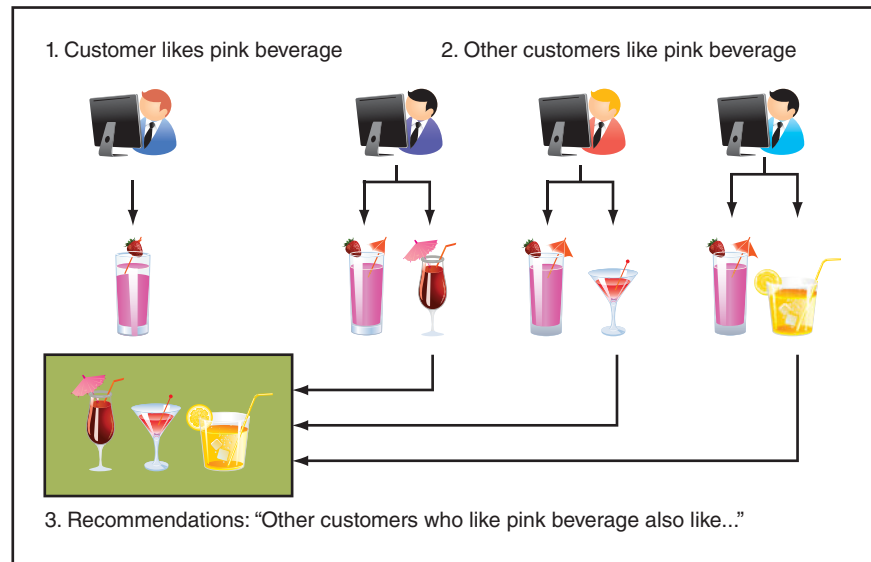 1. Customer likes pink beverage
2. Other customers like pink beverage
3. Recommendations: “Other customers who like pink beverage also like...”